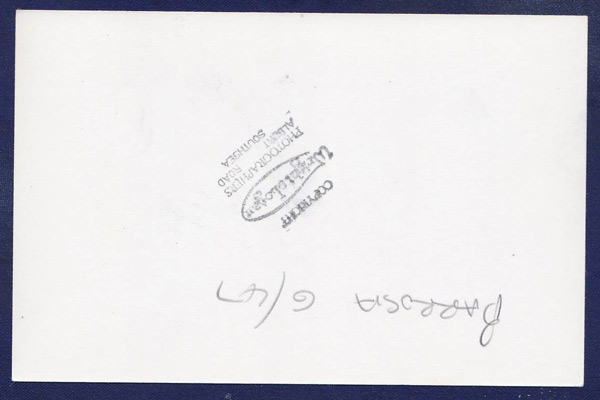 BARROSA 6/47
COPYRIGHT
Wright & Logan
PHOTOGRAPHERS
ALBERT ROAD
SOUTHSEA